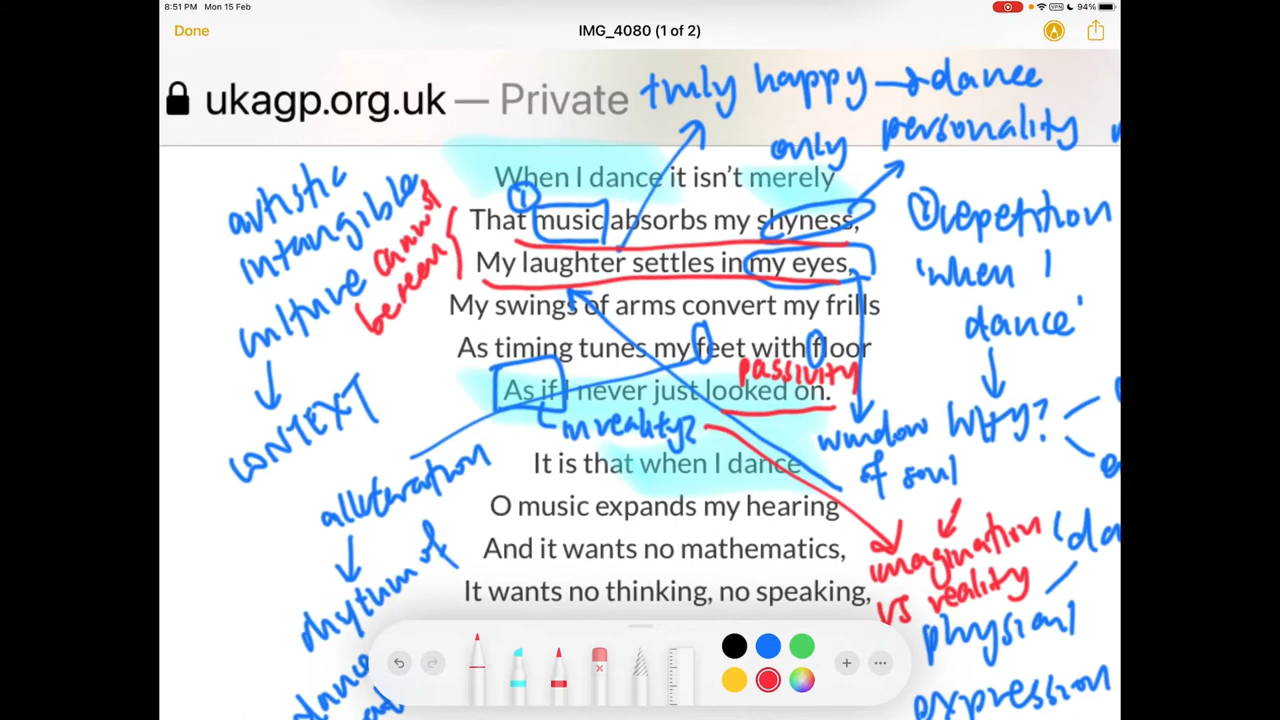 8:51 PM Mon 15 Feb
94%
Done
IMG_4080 (1 of 2)
ukagp.org.uk — Private
truly happy → dance
only
personality
When I dance it isn't merely
That music absorbs my shyness,
My laughter settles in my eyes,
My swings of arms convert my frills
As timing tunes my feet with floor
As if I never just looked on.
It is that when I dance
O music expands my hearing
And it wants no mathematics,
It wants no thinking, no speaking,
artistic
intangible
culture
cannot
be seen
CONTEXT
alliteration
rhythm of
dance
①
① repetition
'when I
dance'
WHY?
passivity
in reality?
window
of soul
imagination
vs reality
(da
physical
expression